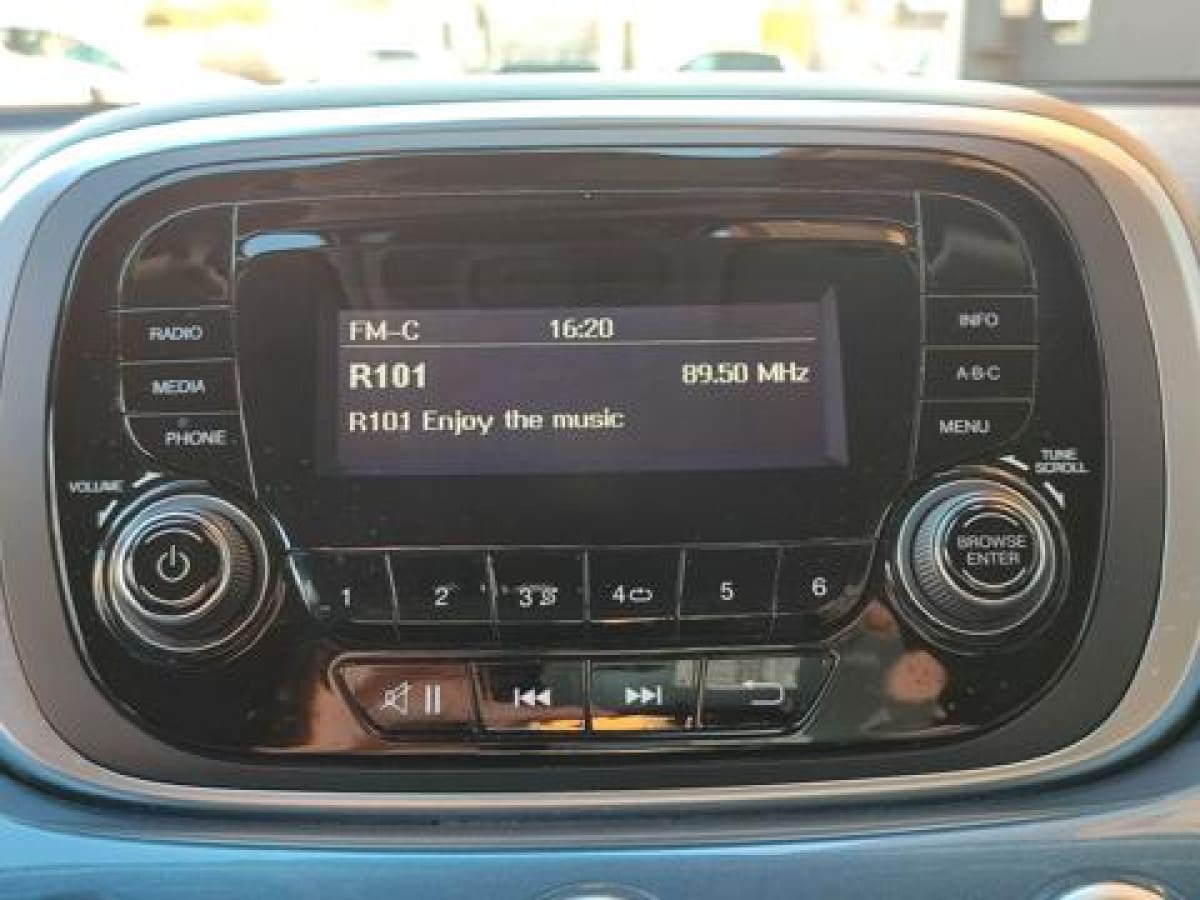 FM-C 16:20
R101 89.50 MHz
R101 Enjoy the music
RADIO
MEDIA
PHONE
VOLUME
INFO
A·B·C
MENU
TUNE
SCROLL
BROWSE
ENTER
1 2 3 4 5 6